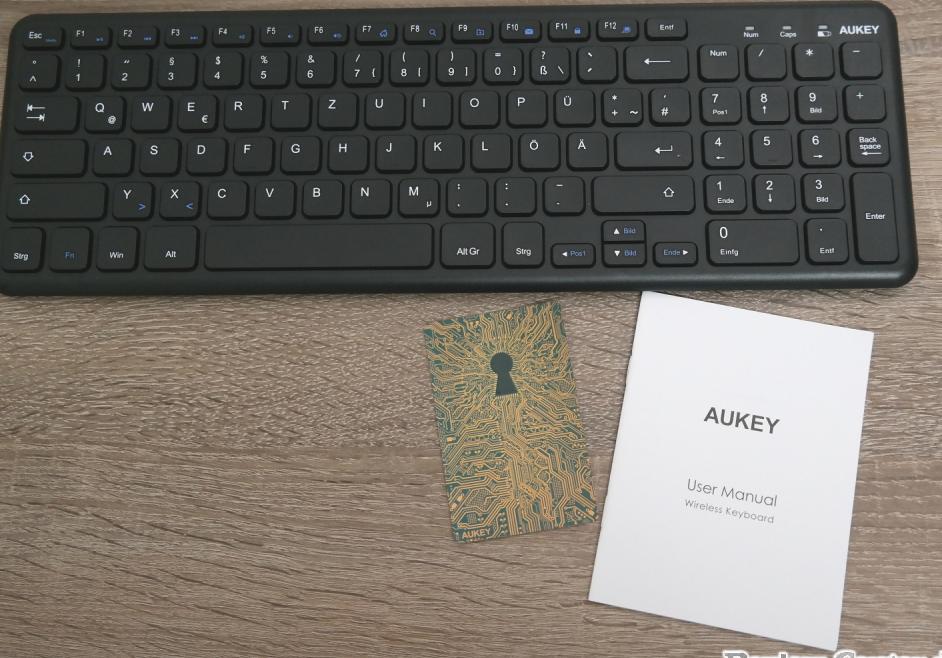 Esc F1 F2 F3 F4 F5 F6 F7 F8 F9 F10 F11 F12 Entf Num Caps AUKEY
° ! " § $ % & / ( ) = ? ` Num / * −
^ 1 2 3 4 5 6 7 { 8 [ 9 ] 0 } ß \ ´
Q @ W E € R T Z U I O P Ü * + ~ ' # 7 Pos1 8 ↑ 9 Bild +
A S D F G H J K L Ö Ä 4 ← 5 6 → Back space
Y > X < C V B N M µ 1 Ende 2 ↓ 3 Bild Enter
Strg Fn Win Alt Alt Gr Strg ◄ Pos1 ▲ Bild ▼ Bild Ende ► 0 Einfg . Entf
AUKEY
AUKEY
User Manual
Wireless Keyboard